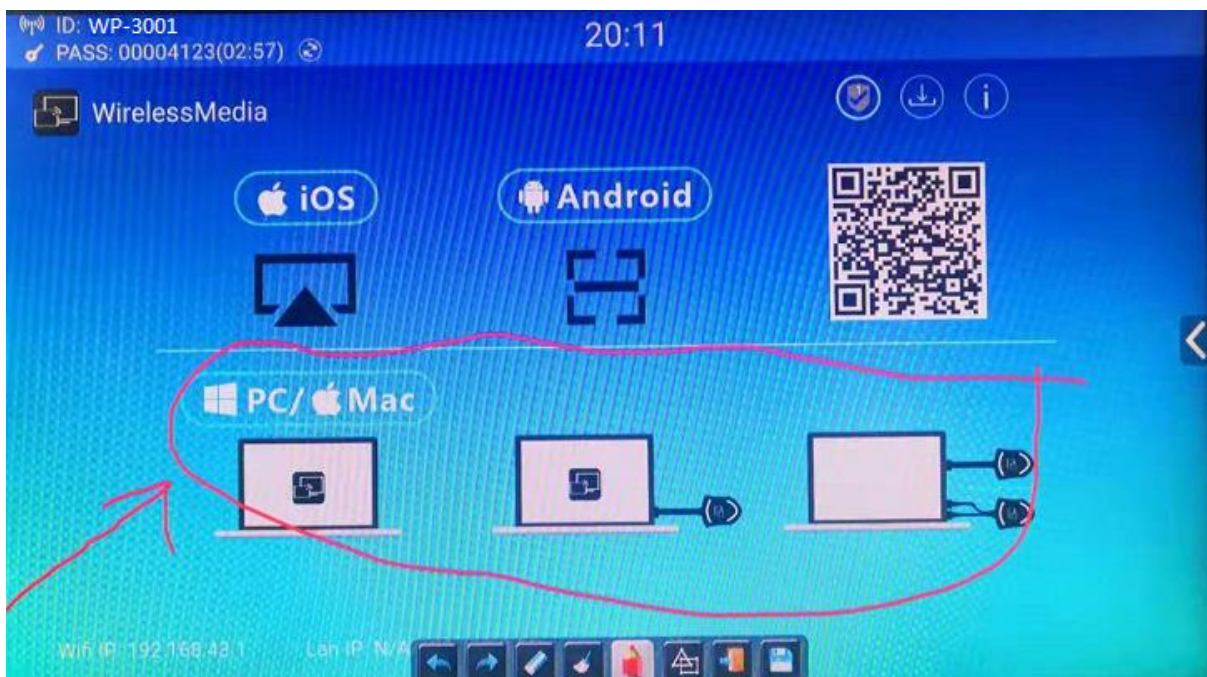 ID: WP-3001
PASS: 00004123(02:57)
20:11
WirelessMedia
iOS
Android
PC/ Mac
Wifi IP: 192.168.43.1
Lan IP: N/A